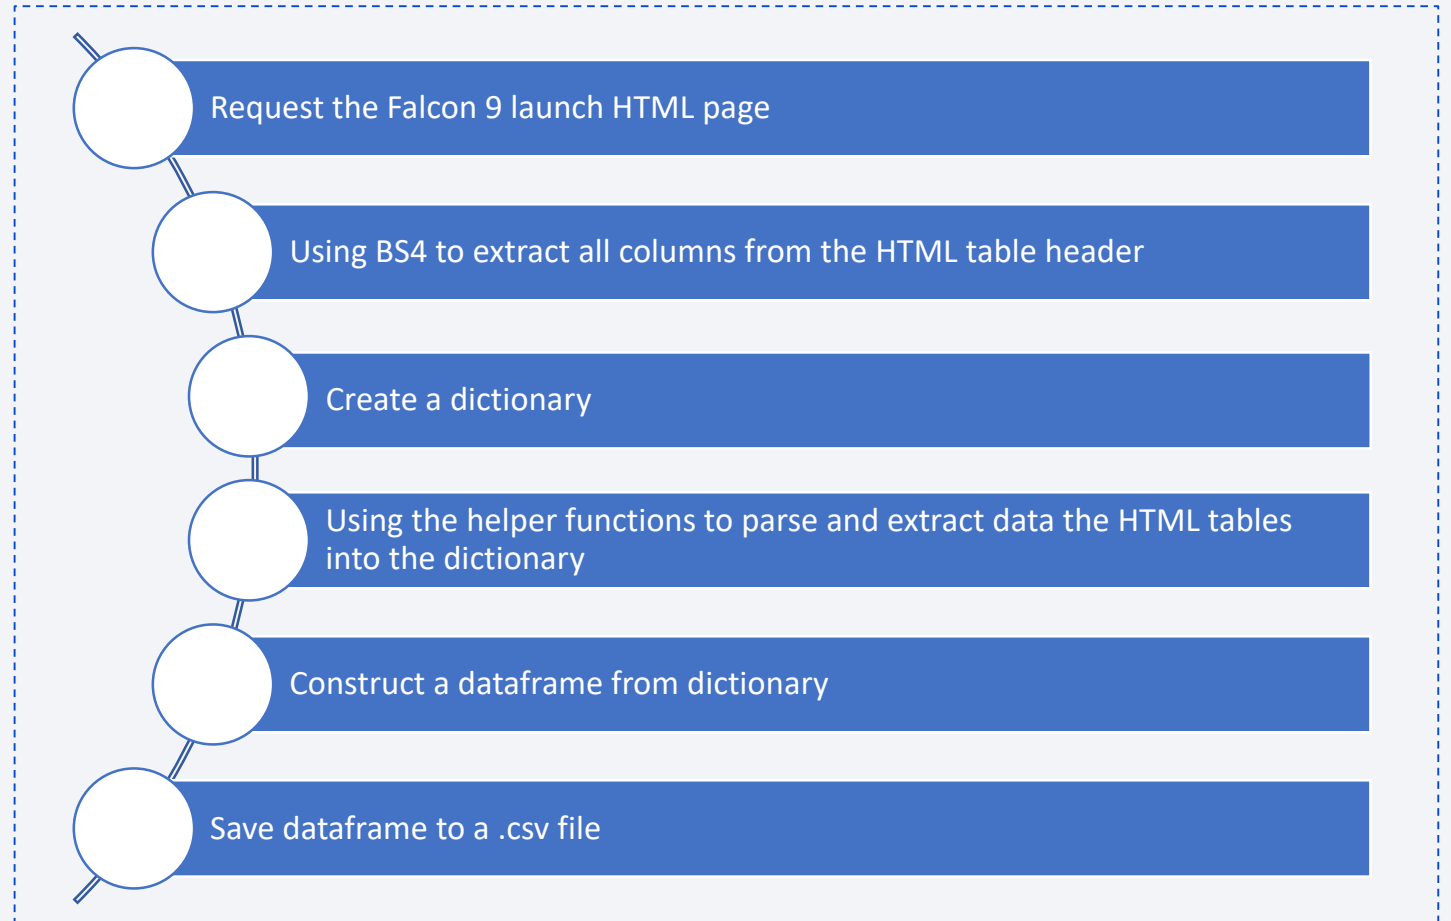 Request the Falcon 9 launch HTML page
Using BS4 to extract all columns from the HTML table header
Create a dictionary
Using the helper functions to parse and extract data the HTML tables
into the dictionary
Construct a dataframe from dictionary
Save dataframe to a .csv file